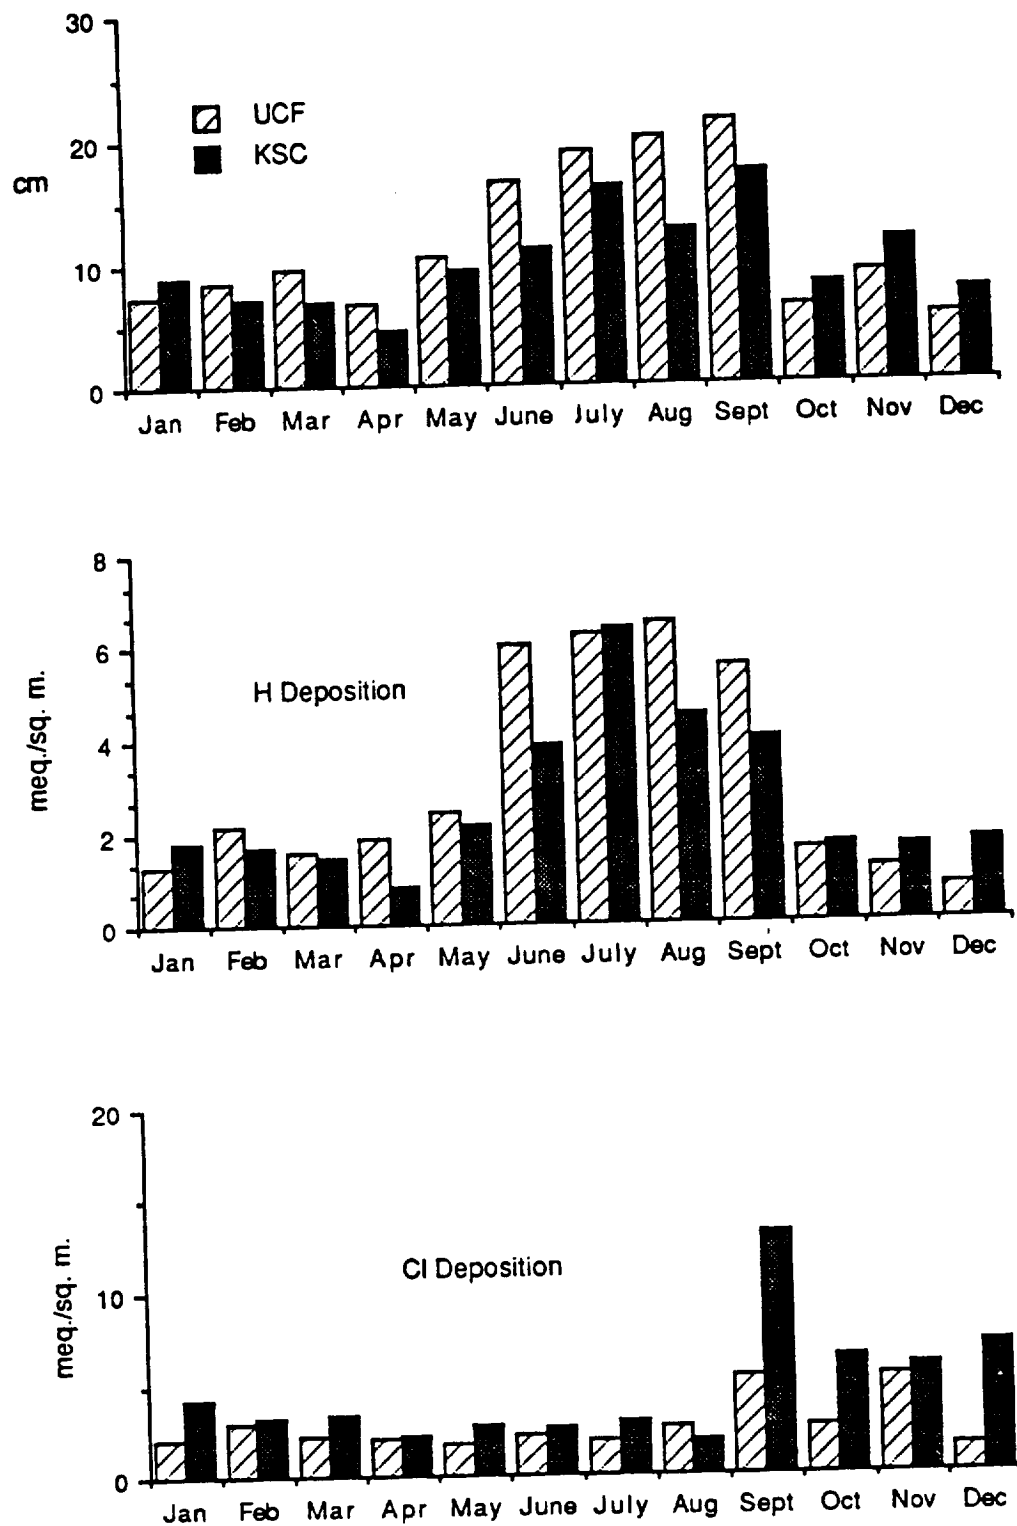 30
UCF
20
KSC
cm
10
0
Jan Feb Mar Apr May June July Aug Sept Oct Nov Dec
8
6
H Deposition
meq./sq. m.
4
2
0
Jan Feb Mar Apr May June July Aug Sept Oct Nov Dec
20
Cl Deposition
10
meq./sq. m.
0
Jan Feb Mar Apr May June July Aug Sept Oct Nov Dec